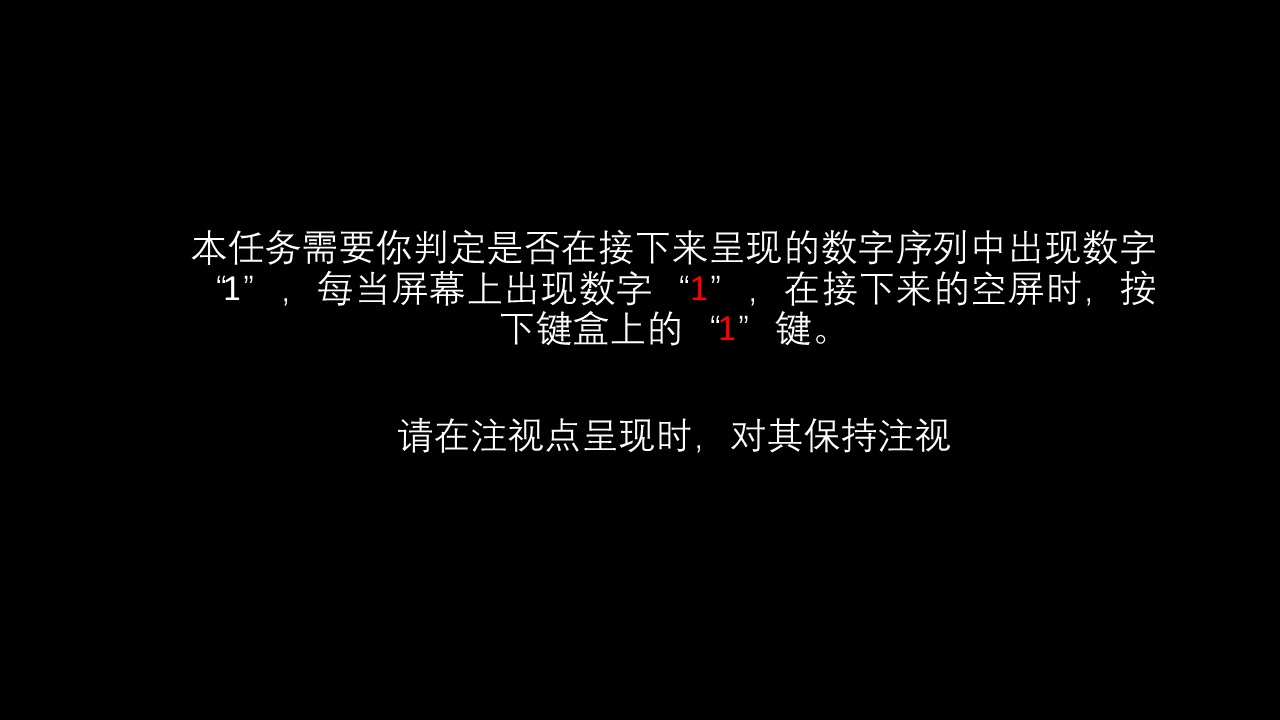 本任务需要你判定是否在接下来呈现的数字序列中出现数字
“1”，每当屏幕上出现数字“1”，在接下来的空屏时，按
下键盒上的“1”键。
请在注视点呈现时，对其保持注视